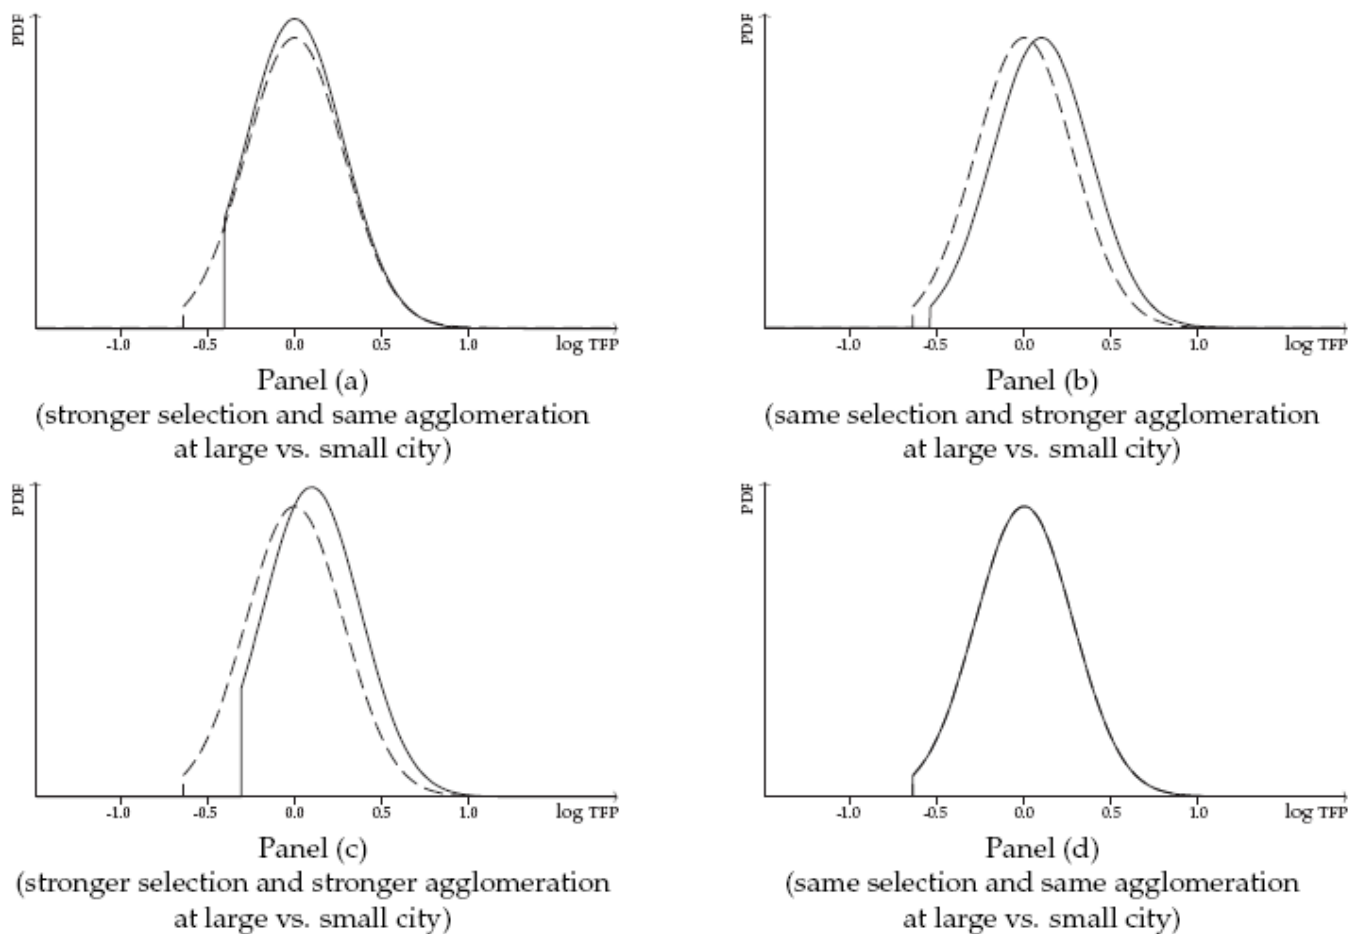 PDF
-1.0 -0.5 0.0 0.5 1.0 log TFP
Panel (a)
(stronger selection and same agglomeration
at large vs. small city)
PDF
-1.0 -0.5 0.0 0.5 1.0 log TFP
Panel (b)
(same selection and stronger agglomeration
at large vs. small city)
PDF
-1.0 -0.5 0.0 0.5 1.0 log TFP
Panel (c)
(stronger selection and stronger agglomeration
at large vs. small city)
PDF
-1.0 -0.5 0.0 0.5 1.0 log TFP
Panel (d)
(same selection and same agglomeration
at large vs. small city)